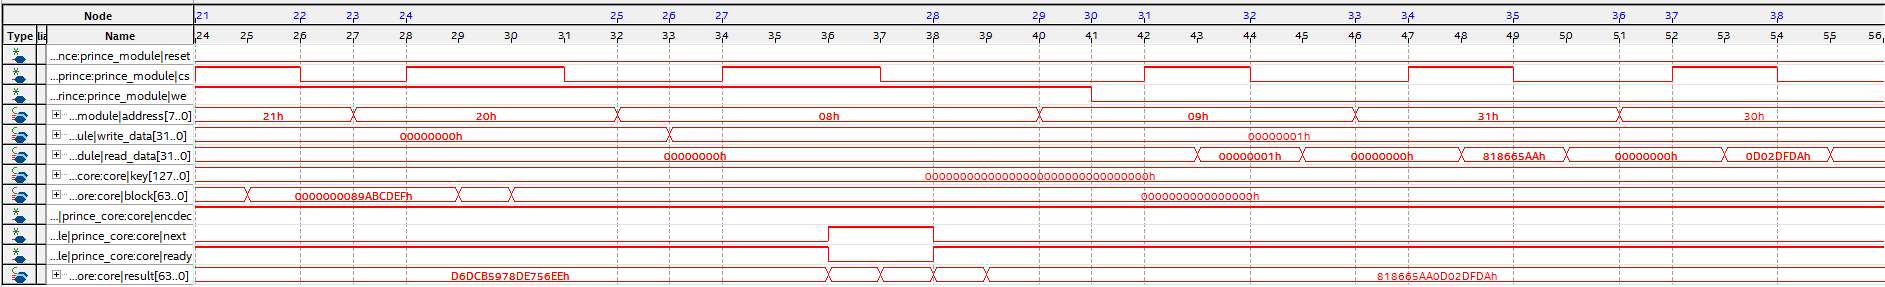 Node 21 22 23 24 25 26 27 28 29 30 31 32 33 34 35 36 37 38
Type lia Name 24 25 26 27 28 29 30 31 32 33 34 35 36 37 38 39 40 41 42 43 44 45 46 47 48 49 50 51 52 53 54 55 56
...nce:prince_module|reset
...prince:prince_module|cs
...rince:prince_module|we
...module|address[7..0] 21h 20h 08h 09h 31h 30h
...ule|write_data[31..0] 00000000h 00000001h
...dule|read_data[31..0] 00000000h 00000001h 00000000h 818665AAh 00000000h 0D02DFDAh
...core:core|key[127..0] 00000000000000000000000000000000h
...ore:core|block[63..0] 0000000089ABCDEFh 0000000000000000h
...|prince_core:core|encdec
...le|prince_core:core|next
...le|prince_core:core|ready
...ore:core|result[63..0] D6DCB5978DE756EEh 818665AA0D02DFDAh